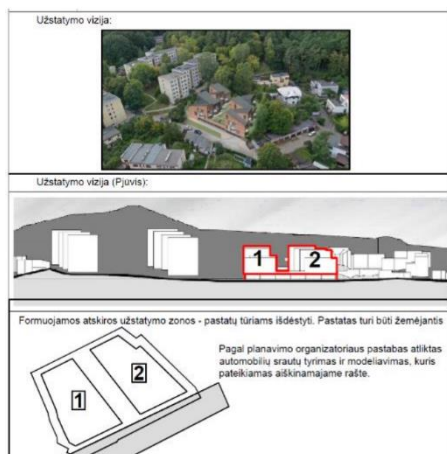 Užstatymo vizija:
Užstatymo vizija (Pjūvis):
1 2
Formuojamos atskiros užstatymo zonos - pastatų tūriams išdėstyti. Pastatas turi būti žemėjantis
Pagal planavimo organizatoriaus pastabas atliktas
automobilių srautų tyrimas ir modeliavimas, kuris
pateikiamas aiškinamajame rašte.
1
2